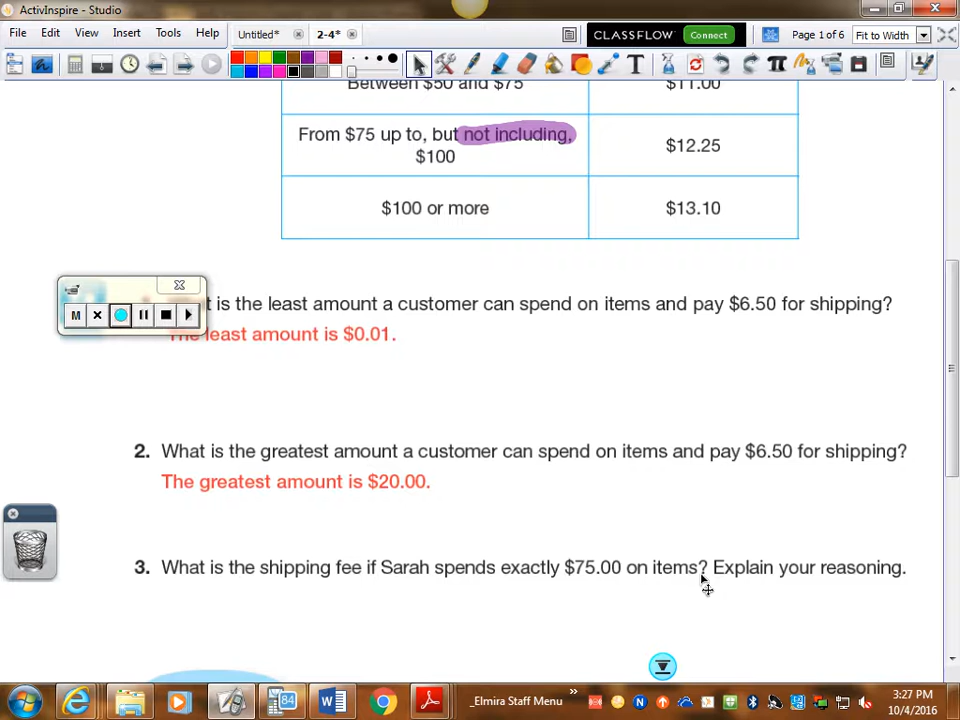 ActivInspire - Studio
File Edit View Insert Tools Help Untitled* 2-4* CLASSFLOW Connect Page 1 of 6 Fit to Width
Between $50 and $75 $11.00
From $75 up to, but not including,
$100
$12.25
$100 or more $13.10
M
t is the least amount a customer can spend on items and pay $6.50 for shipping?
The least amount is $0.01.
2. What is the greatest amount a customer can spend on items and pay $6.50 for shipping?
The greatest amount is $20.00.
3. What is the shipping fee if Sarah spends exactly $75.00 on items? Explain your reasoning.
84 _Elmira Staff Menu 3:27 PM
10/4/2016